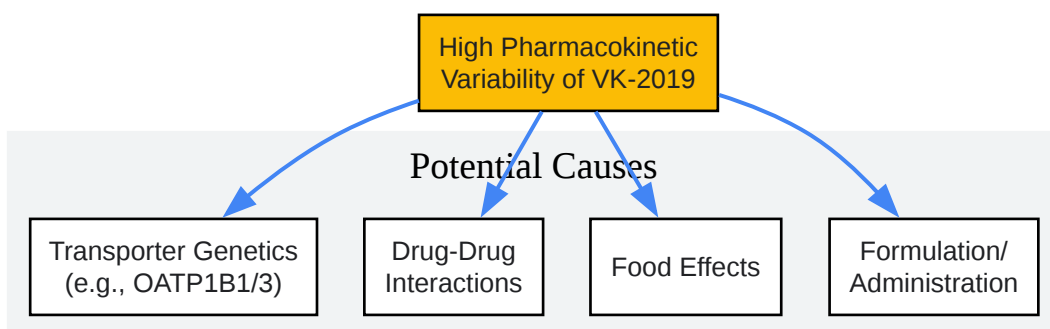 High Pharmacokinetic
Variability of VK-2019
Potential Causes
Transporter Genetics
(e.g., OATP1B1/3)
Drug-Drug
Interactions
Food Effects
Formulation/
Administration